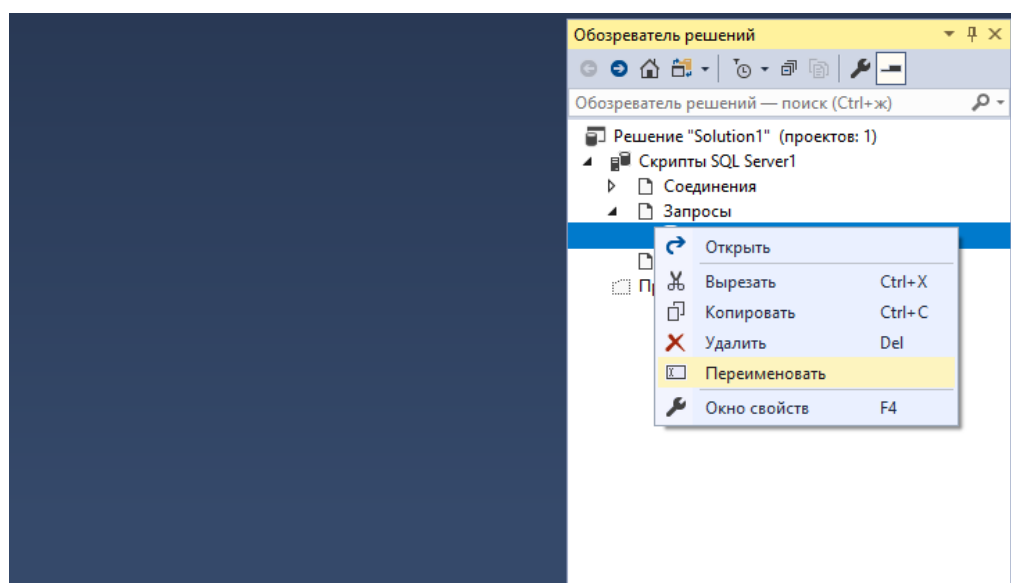 Обозреватель решений
Обозреватель решений — поиск (Ctrl+ж)
Решение "Solution1" (проектов: 1)
Скрипты SQL Server1
Соединения
Запросы
Открыть
Вырезать Ctrl+X
Копировать Ctrl+C
Удалить Del
Переименовать
Окно свойств F4